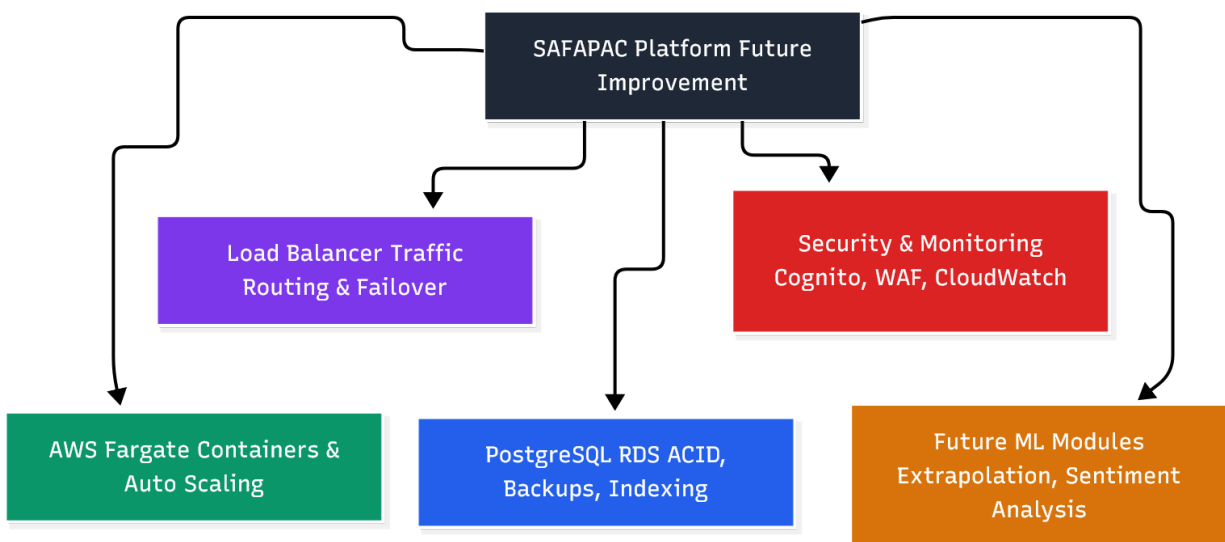 SAFAPAC Platform Future
Improvement
Load Balancer Traffic
Routing & Failover
Security & Monitoring
Cognito, WAF, CloudWatch
AWS Fargate Containers &
Auto Scaling
PostgreSQL RDS ACID,
Backups, Indexing
Future ML Modules
Extrapolation, Sentiment
Analysis